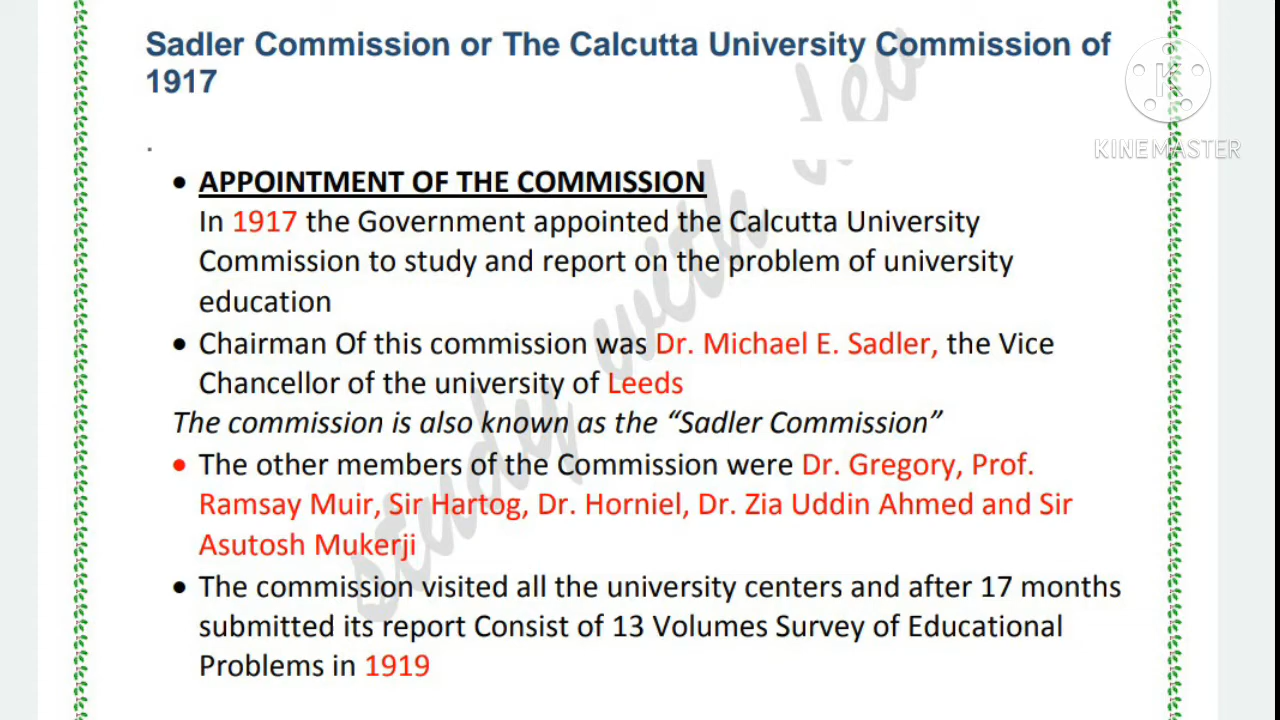 Sadler Commission or The Calcutta University Commission of
1917
KINEMASTER
.
• APPOINTMENT OF THE COMMISSION
In 1917 the Government appointed the Calcutta University
Commission to study and report on the problem of university
education
• Chairman Of this commission was Dr. Michael E. Sadler, the Vice
Chancellor of the university of Leeds
The commission is also known as the “Sadler Commission”
• The other members of the Commission were Dr. Gregory, Prof.
Ramsay Muir, Sir Hartog, Dr. Horniel, Dr. Zia Uddin Ahmed and Sir
Asutosh Mukerji
• The commission visited all the university centers and after 17 months
submitted its report Consist of 13 Volumes Survey of Educational
Problems in 1919
study with